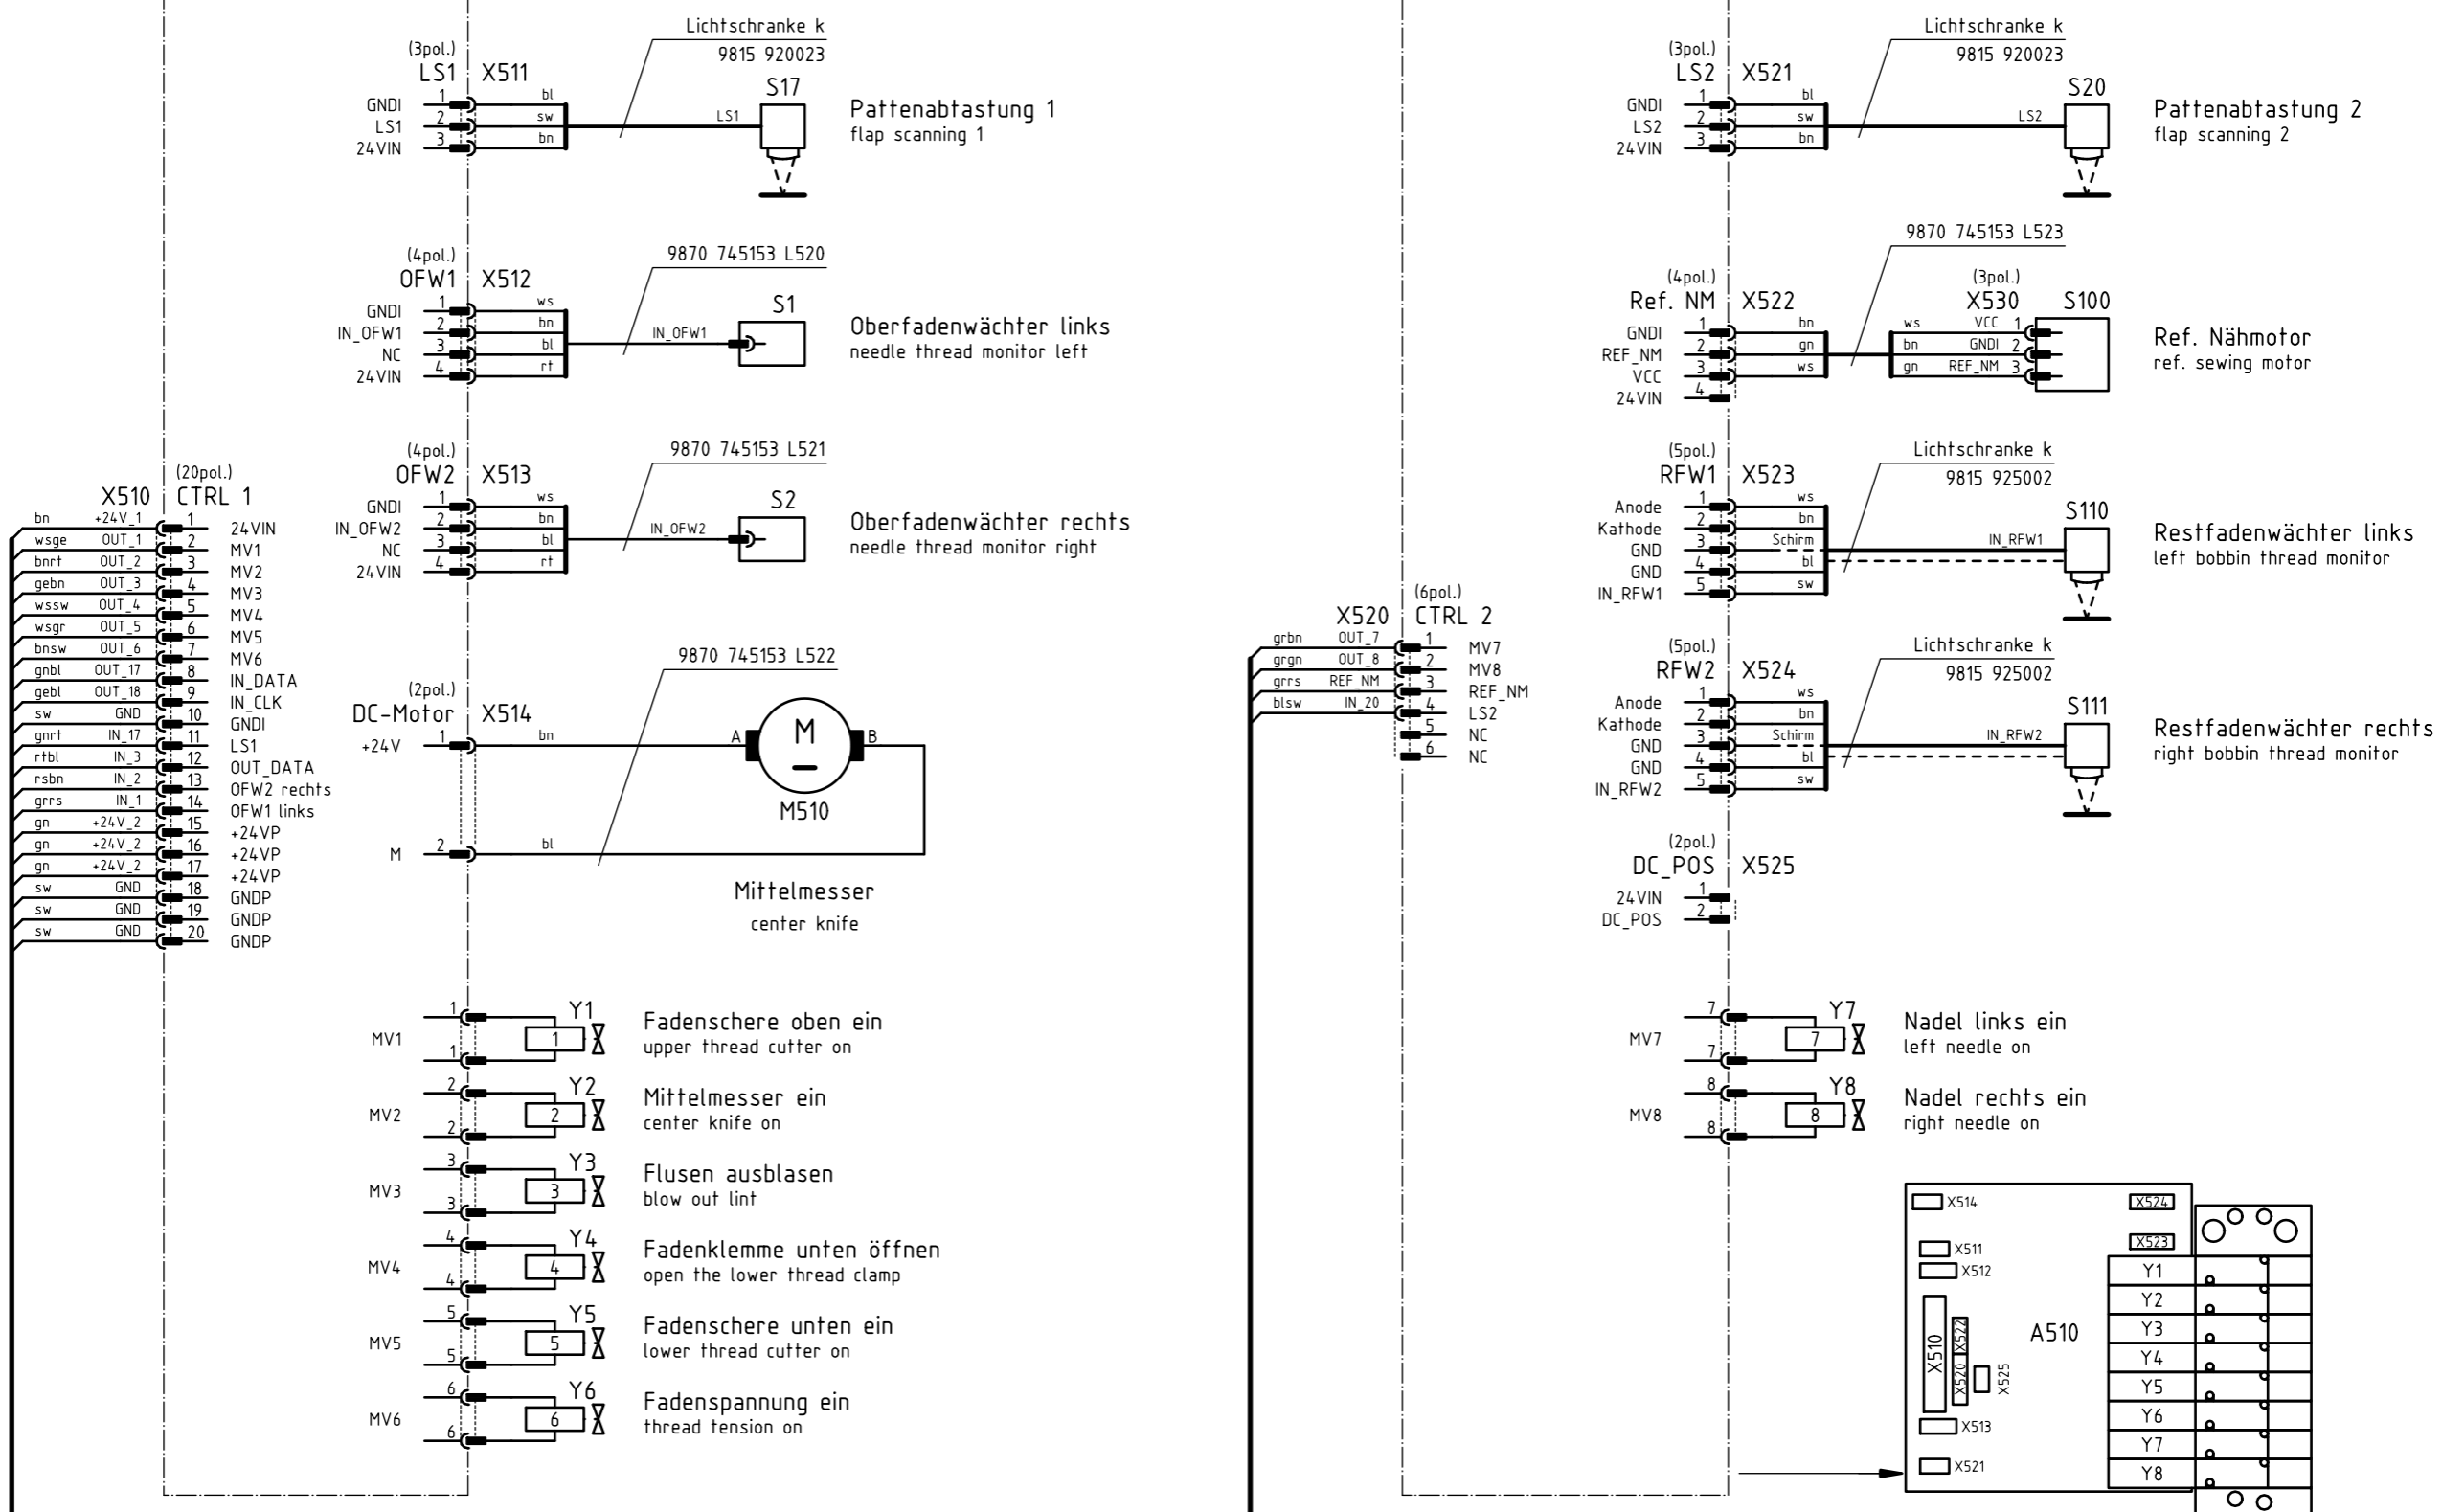 Lichtschranke k
9815 920023
(3pol.)
LS1 X511
S17
GNDI 1 bl
LS1 2 sw LS1
24VIN 3 bn
Pattenabtastung 1
flap scanning 1
9870 745153 L520
(4pol.)
OFW1 X512
S1
GNDI 1 ws
IN_OFW1 2 bn IN_OFW1
NC 3 bl
24VIN 4 rt
Oberfadenwächter links
needle thread monitor left
9870 745153 L521
(4pol.)
OFW2 X513
S2
GNDI 1 ws
IN_OFW2 2 bn IN_OFW2
NC 3 bl
24VIN 4 rt
Oberfadenwächter rechts
needle thread monitor right
(20pol.)
X510 CTRL 1
bn +24V_1 1 24VIN
wsge OUT_1 2 MV1
bnrt OUT_2 3 MV2
gebn OUT_3 4 MV3
wssw OUT_4 5 MV4
wsgr OUT_5 6 MV5
bnsw OUT_6 7 MV6
gnbl OUT_17 8 IN_DATA
gebl OUT_18 9 IN_CLK
sw GND 10 GNDI
gnrt IN_17 11 LS1
rtbl IN_3 12 OUT_DATA
rsbn IN_2 13 OFW2 rechts
grrs IN_1 14 OFW1 links
gn +24V_2 15 +24VP
gn +24V_2 16 +24VP
gn +24V_2 17 +24VP
sw GND 18 GNDP
sw GND 19 GNDP
sw GND 20 GNDP
9870 745153 L522
(2pol.)
DC-Motor X514
+24V 1 bn A M B
M510
M 2 bl
Mittelmesser
center knife
MV1 1 1 Y1 1
Fadenschere oben ein
upper thread cutter on
MV2 2 2 Y2 2
Mittelmesser ein
center knife on
MV3 3 3 Y3 3
Flusen ausblasen
blow out lint
MV4 4 4 Y4 4
Fadenklemme unten öffnen
open the lower thread clamp
MV5 5 5 Y5 5
Fadenschere unten ein
lower thread cutter on
MV6 6 6 Y6 6
Fadenspannung ein
thread tension on
Lichtschranke k
9815 920023
(3pol.)
LS2 X521
S20
GNDI 1 bl
LS2 2 sw LS2
24VIN 3 bn
Pattenabtastung 2
flap scanning 2
9870 745153 L523
(4pol.) (3pol.)
Ref. NM X522 X530 S100
GNDI 1 bn ws VCC 1
REF_NM 2 gn bn GNDI 2
VCC 3 ws gn REF_NM 3
24VIN 4
Ref. Nähmotor
ref. sewing motor
Lichtschranke k
9815 925002
(5pol.)
RFW1 X523
S110
Anode 1 ws
Kathode 2 bn
GND 3 Schirm IN_RFW1
GND 4 bl
IN_RFW1 5 sw
Restfadenwächter links
left bobbin thread monitor
(6pol.)
X520 CTRL 2
grbn OUT_7 1 MV7
grgn OUT_8 2 MV8
grrs REF_NM 3 REF_NM
blsw IN_20 4 LS2
5 NC
6 NC
Lichtschranke k
9815 925002
(5pol.)
RFW2 X524
S111
Anode 1 ws
Kathode 2 bn
GND 3 Schirm IN_RFW2
GND 4 bl
IN_RFW2 5 sw
Restfadenwächter rechts
right bobbin thread monitor
(2pol.)
DC_POS X525
24VIN 1
DC_POS 2
MV7 7 7 Y7 7
Nadel links ein
left needle on
MV8 8 8 Y8 8
Nadel rechts ein
right needle on
X514 X524
X523
X511
X512
X510
X522
X520
X525
X513
X521
A510
Y1
Y2
Y3
Y4
Y5
Y6
Y7
Y8